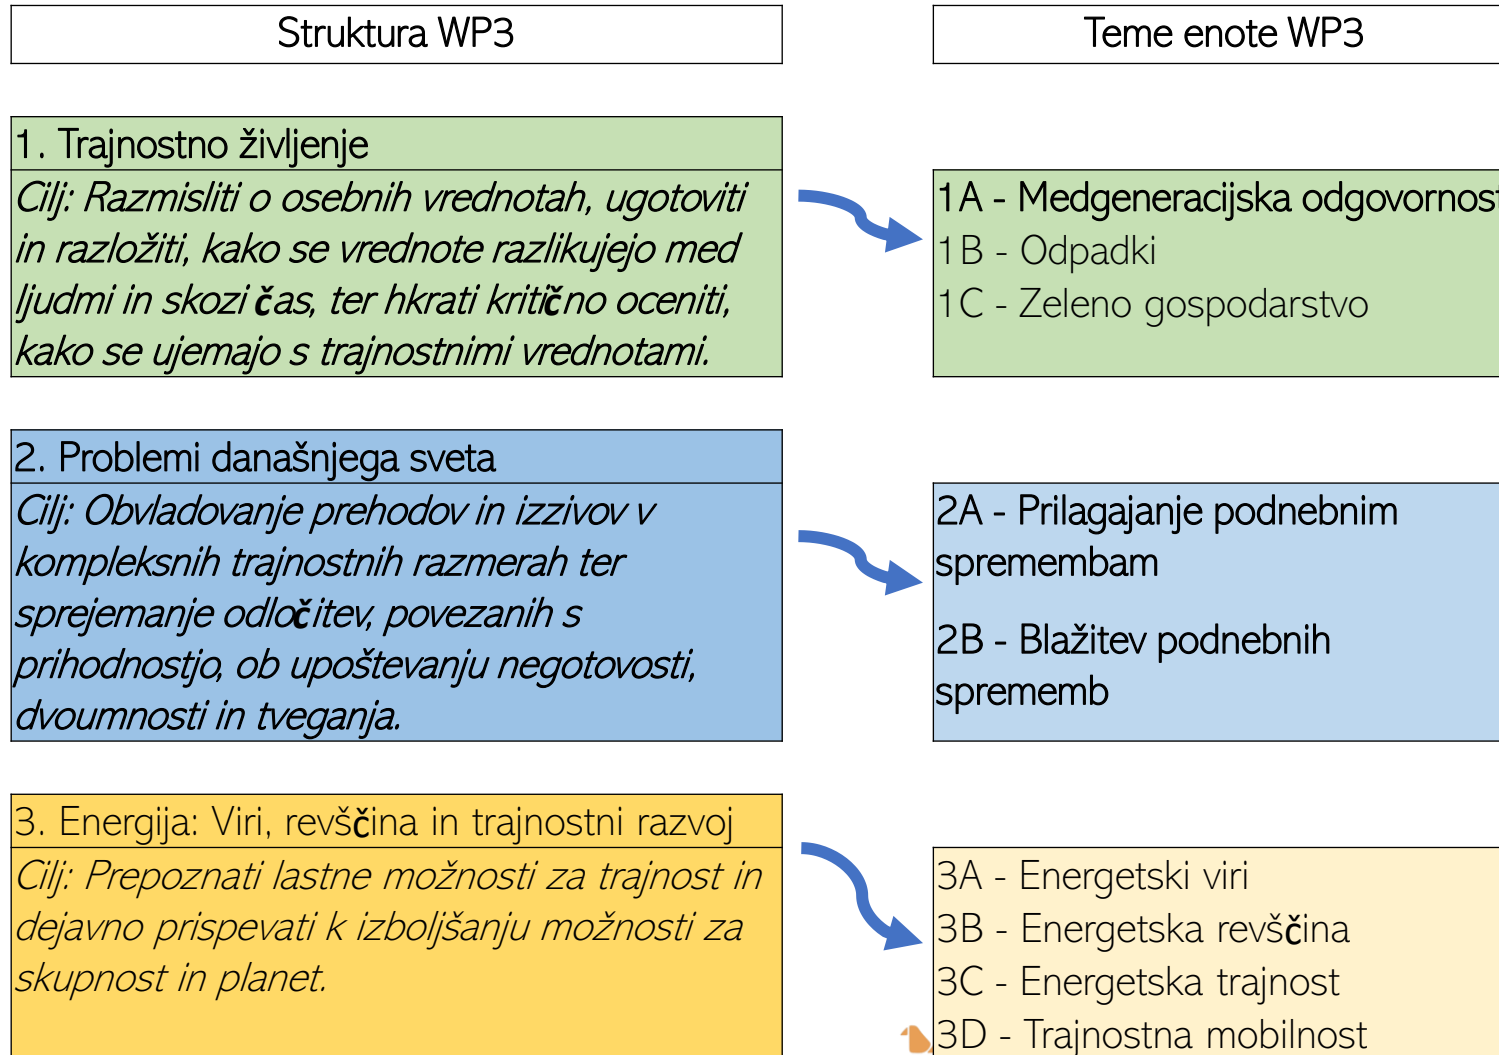 Struktura WP3
Teme enote WP3
1. Trajnostno življenje
Cilj: Razmisliti o osebnih vrednotah, ugotoviti
in razložiti, kako se vrednote razlikujejo med
ljudmi in skozi čas, ter hkrati kritično oceniti,
kako se ujemajo s trajnostnimi vrednotami.
1A - Medgeneracijska odgovornost
1B - Odpadki
1C - Zeleno gospodarstvo
2. Problemi današnjega sveta
Cilj: Obvladovanje prehodov in izzivov v
kompleksnih trajnostnih razmerah ter
sprejemanje odločitev, povezanih s
prihodnostjo, ob upoštevanju negotovosti,
dvoumnosti in tveganja.
2A - Prilagajanje podnebnim
spremembam
2B - Blažitev podnebnih
sprememb
3. Energija: Viri, revščina in trajnostni razvoj
Cilj: Prepoznati lastne možnosti za trajnost in
dejavno prispevati k izboljšanju možnosti za
skupnost in planet.
3A - Energetski viri
3B - Energetska revščina
3C - Energetska trajnost
3D - Trajnostna mobilnost